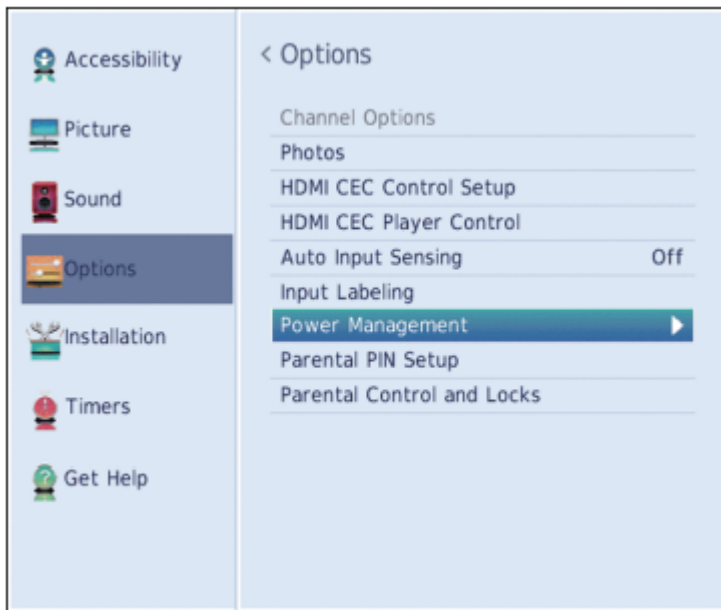 Accessibility
Picture
Sound
Options
Installation
Timers
Get Help
< Options
Channel Options
Photos
HDMI CEC Control Setup
HDMI CEC Player Control
Auto Input Sensing Off
Input Labeling
Power Management
Parental PIN Setup
Parental Control and Locks